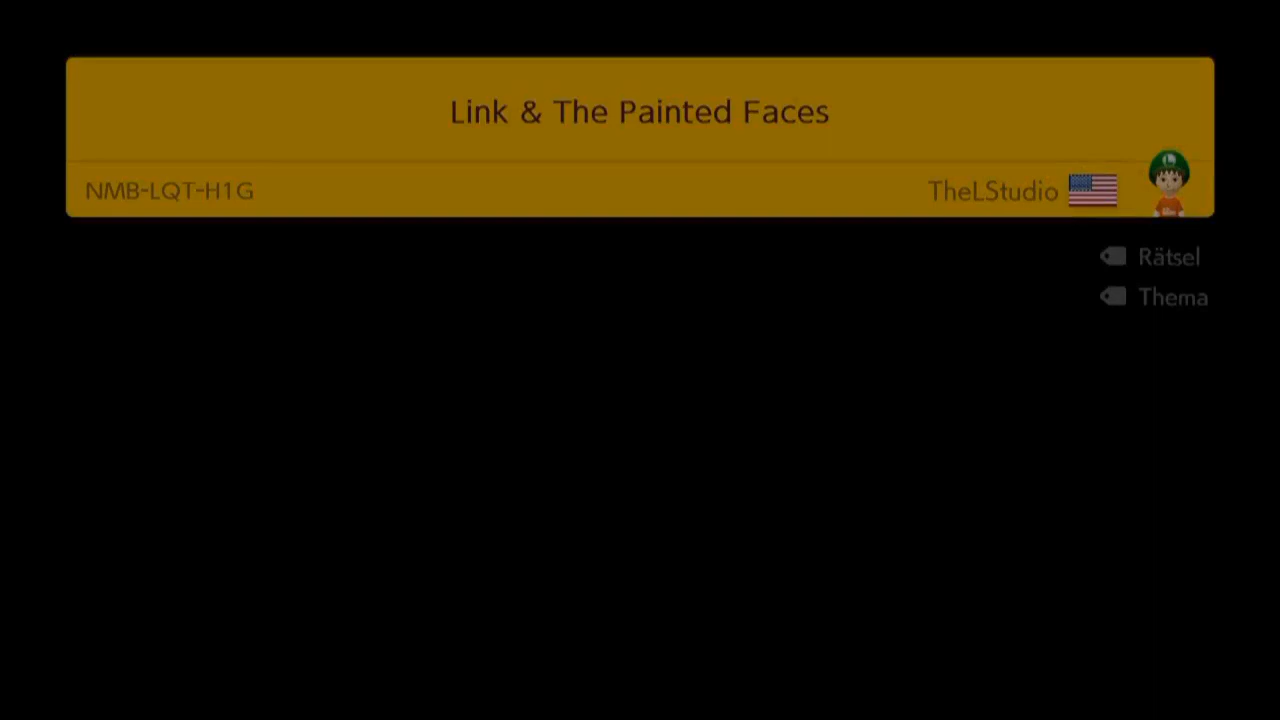 Link & The Painted Faces
NMB-LQT-H1G
TheLStudio
Rätsel
Thema